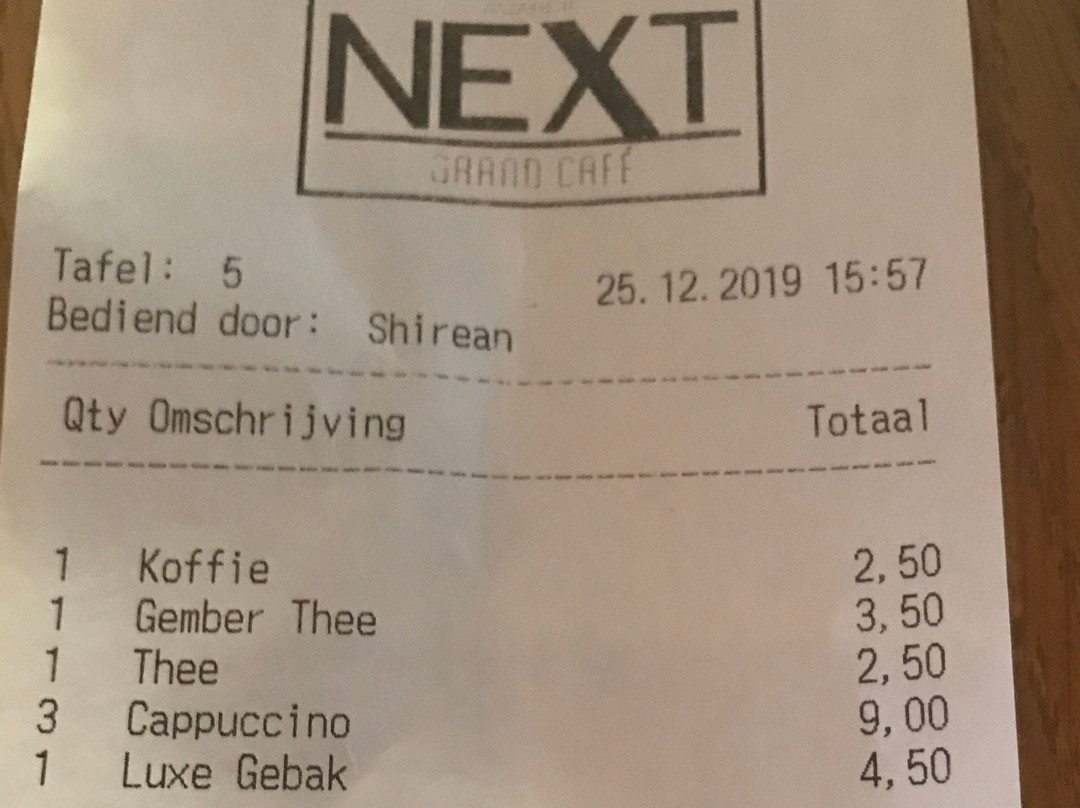 NEXT
GRAND CAFÉ
Tafel: 5 25.12.2019 15:57
Bediend door: Shirean
Qty Omschrijving Totaal
1 Koffie 2,50
1 Gember Thee 3,50
1 Thee 2,50
3 Cappuccino 9,00
1 Luxe Gebak 4,50